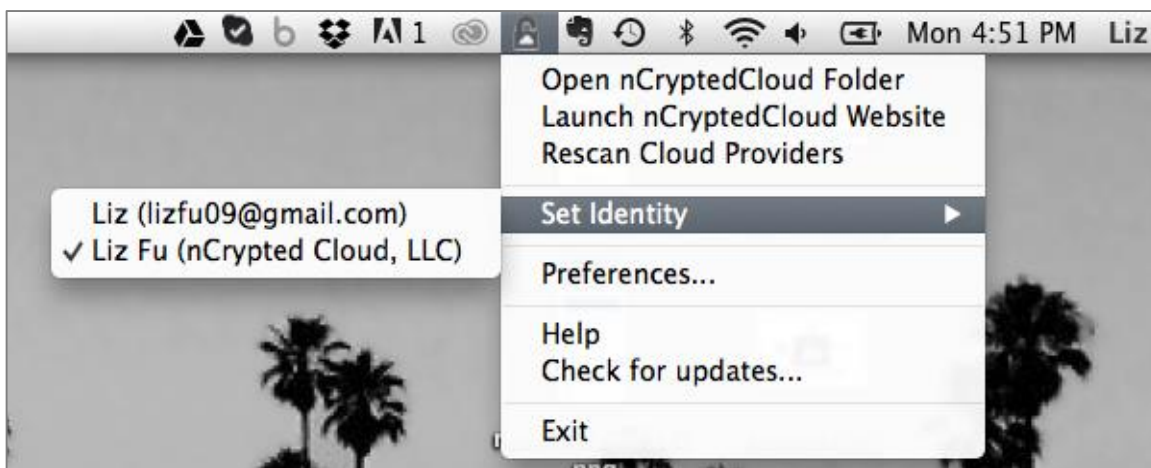 1 Mon 4:51 PM Liz
Open nCryptedCloud Folder
Launch nCryptedCloud Website
Rescan Cloud Providers
Set Identity
Liz (lizfu09@gmail.com)
✓ Liz Fu (nCrypted Cloud, LLC)
Preferences...
Help
Check for updates...
Exit